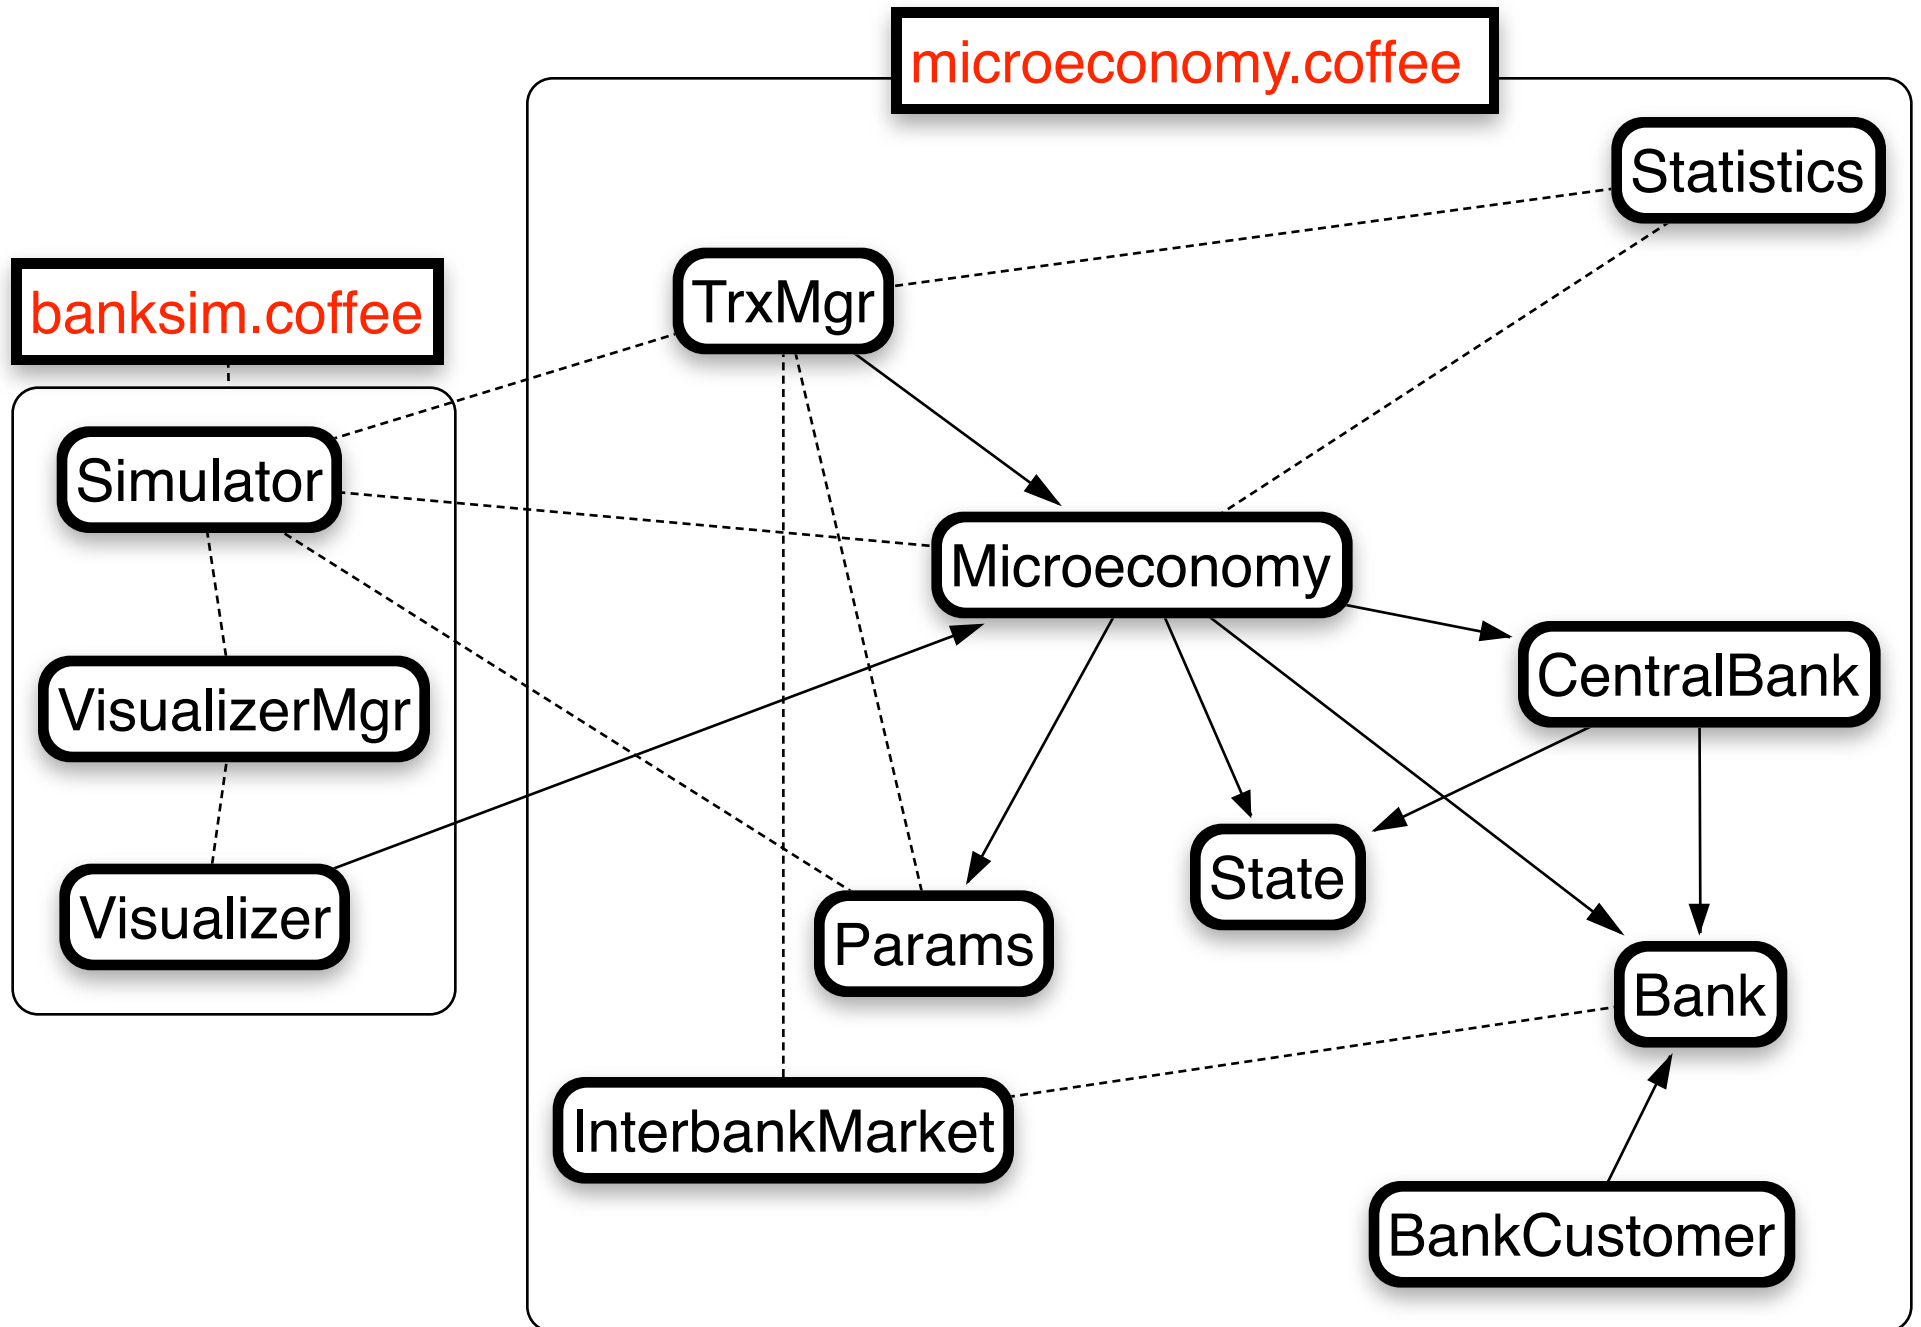 microeconomy.coffee
Statistics
TrxMgr
banksim.coffee
Simulator
Microeconomy
CentralBank
VisualizerMgr
State
Visualizer
Params
Bank
InterbankMarket
BankCustomer